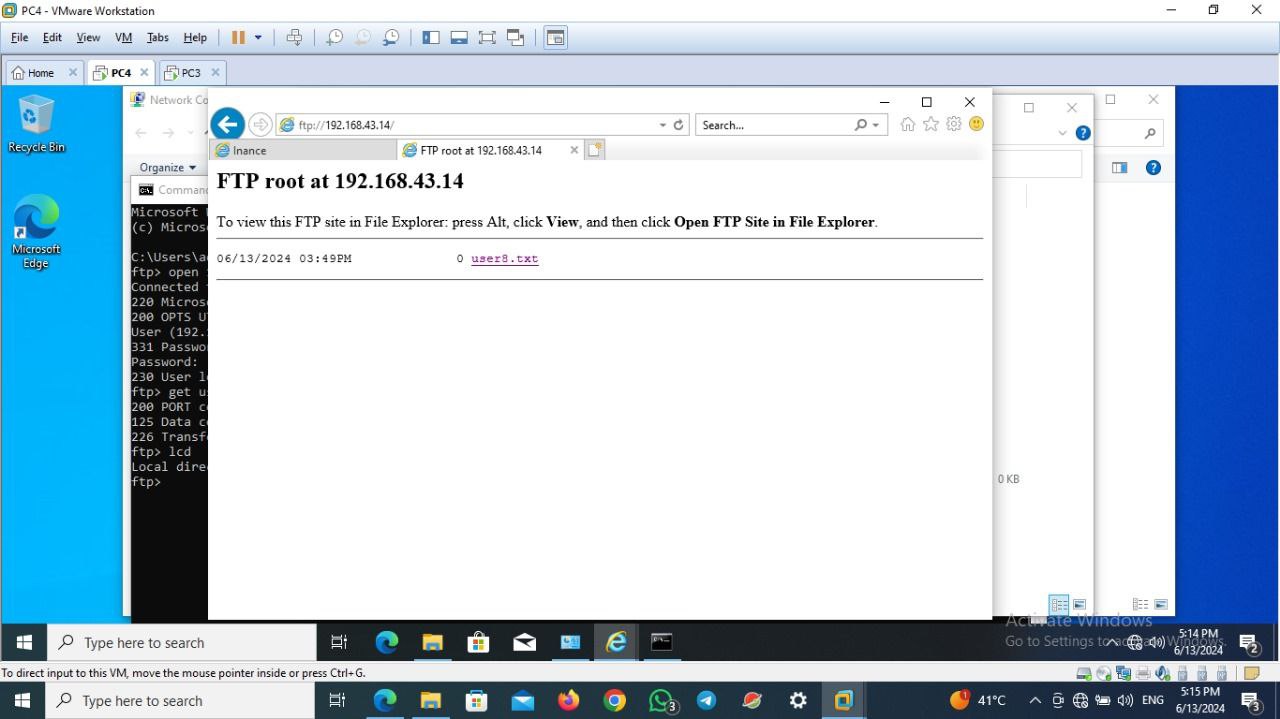 PC4 - VMware Workstation
File Edit View VM Tabs Help
Home PC4 PC3
Recycle Bin
Microsoft Edge
Network Co
Organize
ftp://192.168.43.14/
Search...
Inance
FTP root at 192.168.43.14
FTP root at 192.168.43.14
To view this FTP site in File Explorer: press Alt, click View, and then click Open FTP Site in File Explorer.
06/13/2024 03:49PM 0 user8.txt
Comman
Microsoft
(c) Micros
C:\Users\a
ftp> open
Connected
220 Micros
200 OPTS U
User (192.
331 Passwo
Password:
230 User l
ftp> get u
200 PORT c
125 Data c
226 Transf
ftp> lcd
Local dire
ftp>
0 KB
Activate Windows
Go to Settings to activate Windows.
Type here to search
5:14 PM
6/13/2024
2
To direct input to this VM, move the mouse pointer inside or press Ctrl+G.
Type here to search
3
1
41°C
ENG
5:15 PM
6/13/2024
3